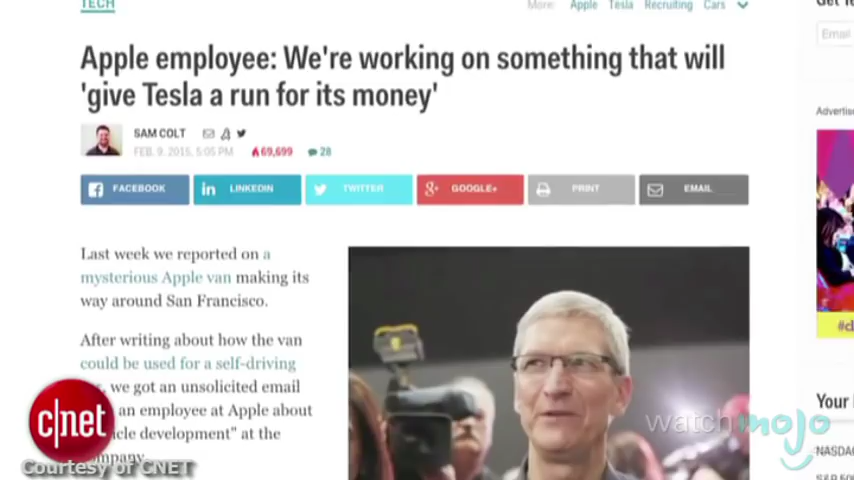 TECH
More: Apple Tesla Recruiting Cars
Apple employee: We're working on something that will
'give Tesla a run for its money'
SAM COLT
FEB. 9, 2015, 5:05 PM 69,699 28
FACEBOOK LINKEDIN TWITTER GOOGLE+ PRINT EMAIL
Last week we reported on a
mysterious Apple van making its
way around San Francisco.
After writing about how the van
could be used for a self-driving
we got an unsolicited email
an employee at Apple about
development" at the
company
c|net
Courtesy of CNET
watchmojo
Email
Advertise
#c
Your
NASDA
S&P 50